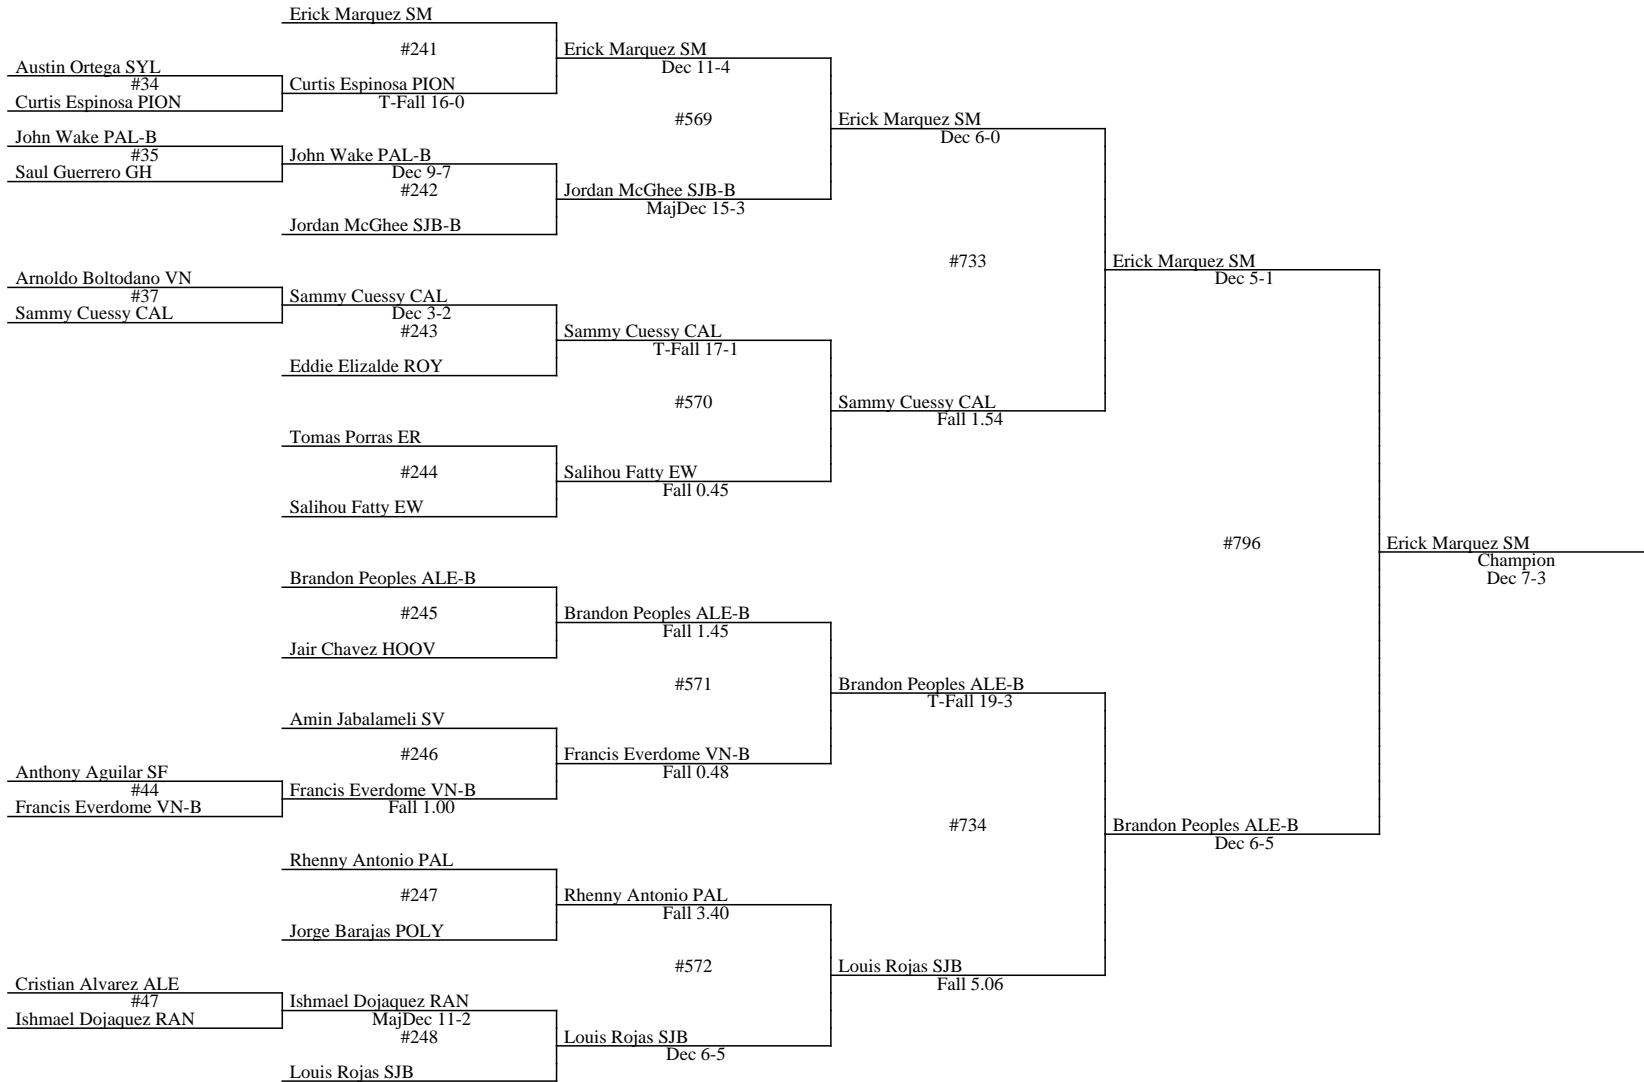 Erick Marquez SM
#241
Erick Marquez SM
Dec 11-4
Austin Ortega SYL
#34
Curtis Espinosa PION
Curtis Espinosa PION
T-Fall 16-0
#569
Erick Marquez SM
Dec 6-0
John Wake PAL-B
#35
Saul Guerrero GH
John Wake PAL-B
Dec 9-7
#242
Jordan McGhee SJB-B
MajDec 15-3
Jordan McGhee SJB-B
#733
Erick Marquez SM
Dec 5-1
Arnoldo Boltodano VN
#37
Sammy Cuessy CAL
Sammy Cuessy CAL
Dec 3-2
#243
Sammy Cuessy CAL
T-Fall 17-1
Eddie Elizalde ROY
#570
Sammy Cuessy CAL
Fall 1.54
Tomas Porras ER
#244
Salihou Fatty EW
Fall 0.45
Salihou Fatty EW
#796
Erick Marquez SM
Champion
Dec 7-3
Brandon Peoples ALE-B
#245
Brandon Peoples ALE-B
Fall 1.45
Jair Chavez HOOV
#571
Brandon Peoples ALE-B
T-Fall 19-3
Amin Jabalameli SV
#246
Francis Everdome VN-B
Fall 0.48
Anthony Aguilar SF
#44
Francis Everdome VN-B
Francis Everdome VN-B
Fall 1.00
#734
Brandon Peoples ALE-B
Dec 6-5
Rhenny Antonio PAL
#247
Rhenny Antonio PAL
Fall 3.40
Jorge Barajas POLY
#572
Louis Rojas SJB
Fall 5.06
Cristian Alvarez ALE
#47
Ishmael Dojaquez RAN
Ishmael Dojaquez RAN
MajDec 11-2
#248
Louis Rojas SJB
Dec 6-5
Louis Rojas SJB